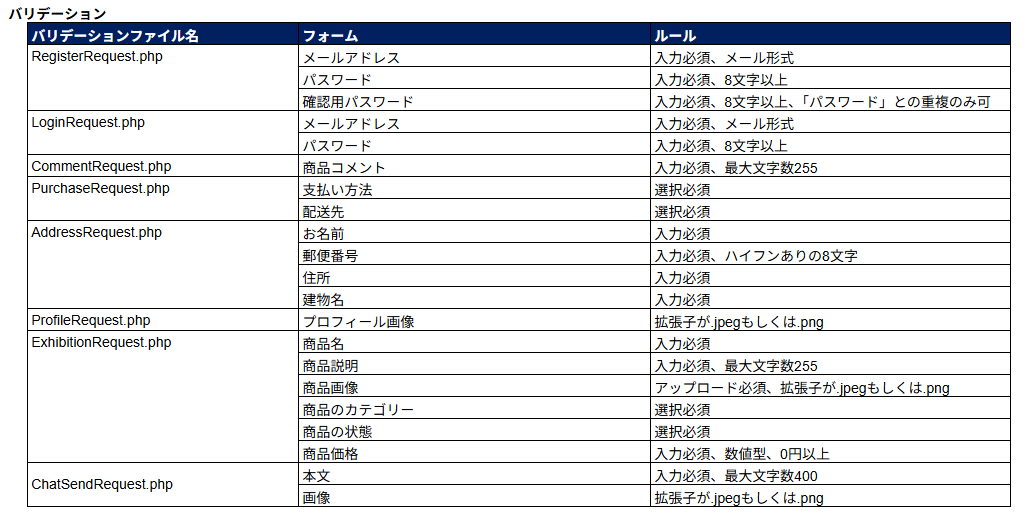 バリデーション
バリデーションファイル名 フォーム ルール
RegisterRequest.php メールアドレス 入力必須、メール形式
パスワード 入力必須、8文字以上
確認用パスワード 入力必須、8文字以上、「パスワード」との重複のみ可
LoginRequest.php メールアドレス 入力必須、メール形式
パスワード 入力必須、8文字以上
CommentRequest.php 商品コメント 入力必須、最大文字数255
PurchaseRequest.php 支払い方法 選択必須
配送先 選択必須
AddressRequest.php お名前 入力必須
郵便番号 入力必須、ハイフンありの8文字
住所 入力必須
建物名 入力必須
ProfileRequest.php プロフィール画像 拡張子が.jpegもしくは.png
ExhibitionRequest.php 商品名 入力必須
商品説明 入力必須、最大文字数255
商品画像 アップロード必須、拡張子が.jpegもしくは.png
商品のカテゴリー 選択必須
商品の状態 選択必須
商品価格 入力必須、数値型、0円以上
ChatSendRequest.php 本文 入力必須、最大文字数400
画像 拡張子が.jpegもしくは.png